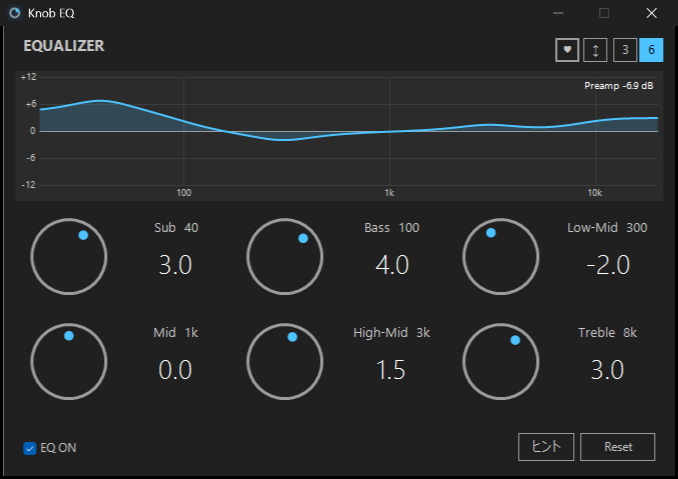 Knob EQ
EQUALIZER
3 6
+12
Preamp -6.9 dB
+6
0
-6
-12
100 1k 10k
Sub 40 Bass 100 Low-Mid 300
3.0 4.0 -2.0
Mid 1k High-Mid 3k Treble 8k
0.0 1.5 3.0
EQ ON ヒント Reset